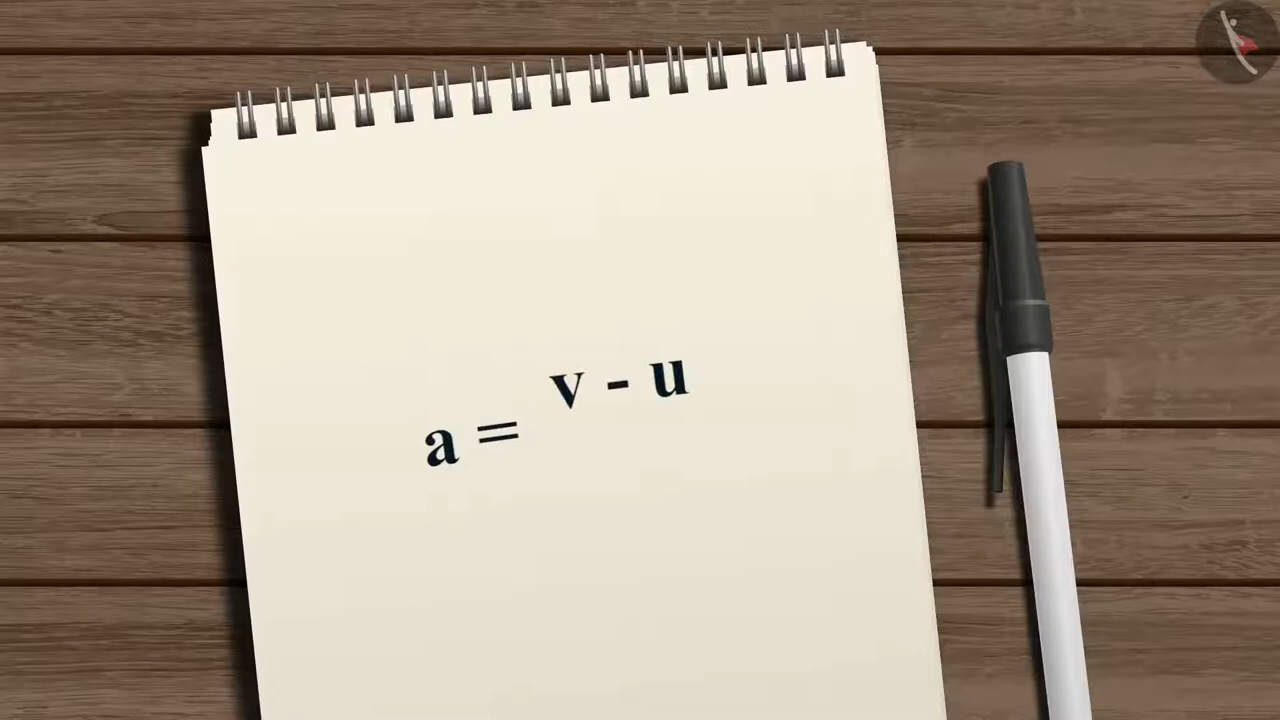 a = v - u